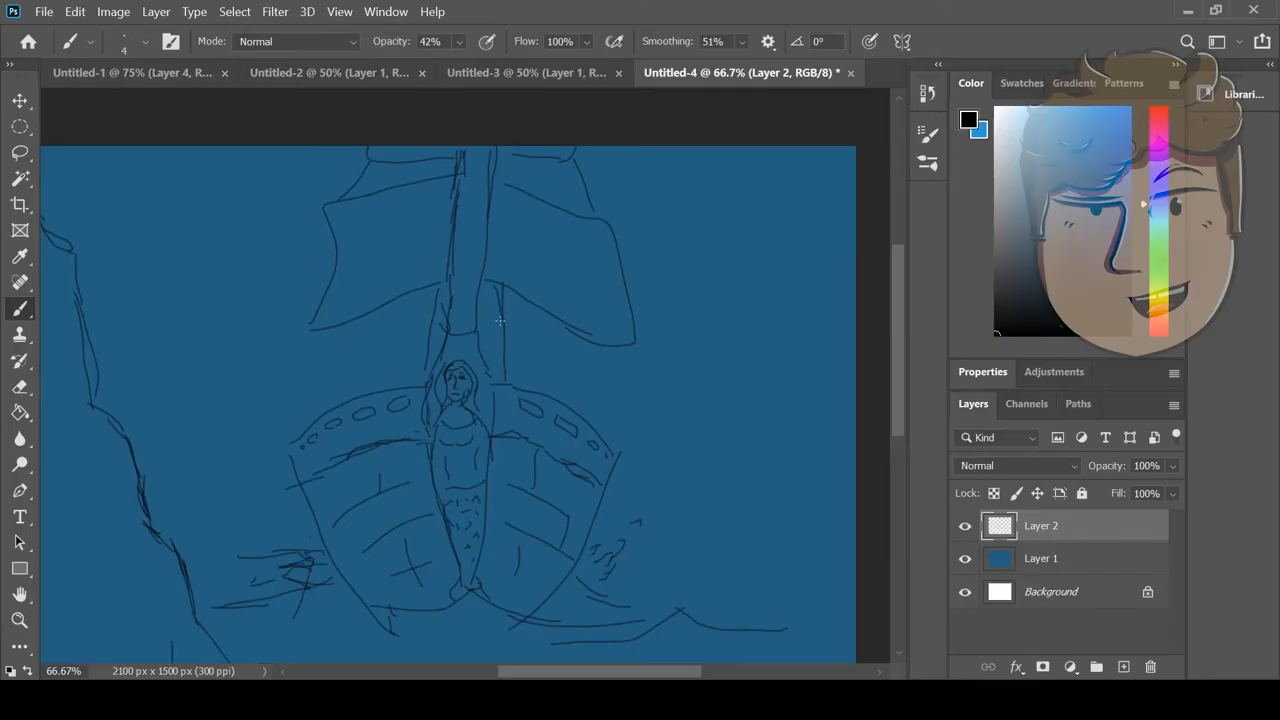 Ps File Edit Image Layer Type Select Filter 3D View Window Help
4 Mode: Normal Opacity: 42% Flow: 100% Smoothing: 51% 0°
Untitled-1 @ 75% (Layer 4, R... × Untitled-2 @ 50% (Layer 1, R... × Untitled-3 @ 50% (Layer 1, R... × Untitled-4 @ 66.7% (Layer 2, RGB/8) * ×
Color Swatches Gradient: Patterns Librari...
Properties Adjustments
Layers Channels Paths
Kind
Normal Opacity: 100%
Lock: Fill: 100%
Layer 2
Layer 1
Background
66.67% 2100 px x 1500 px (300 ppi)